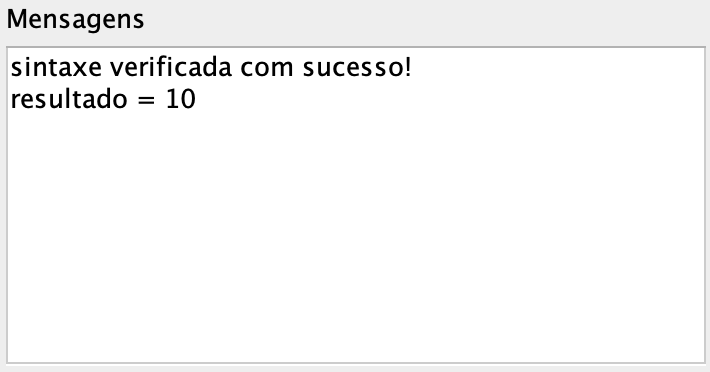 Mensagens
sintaxe verificada com sucesso!
resultado = 10